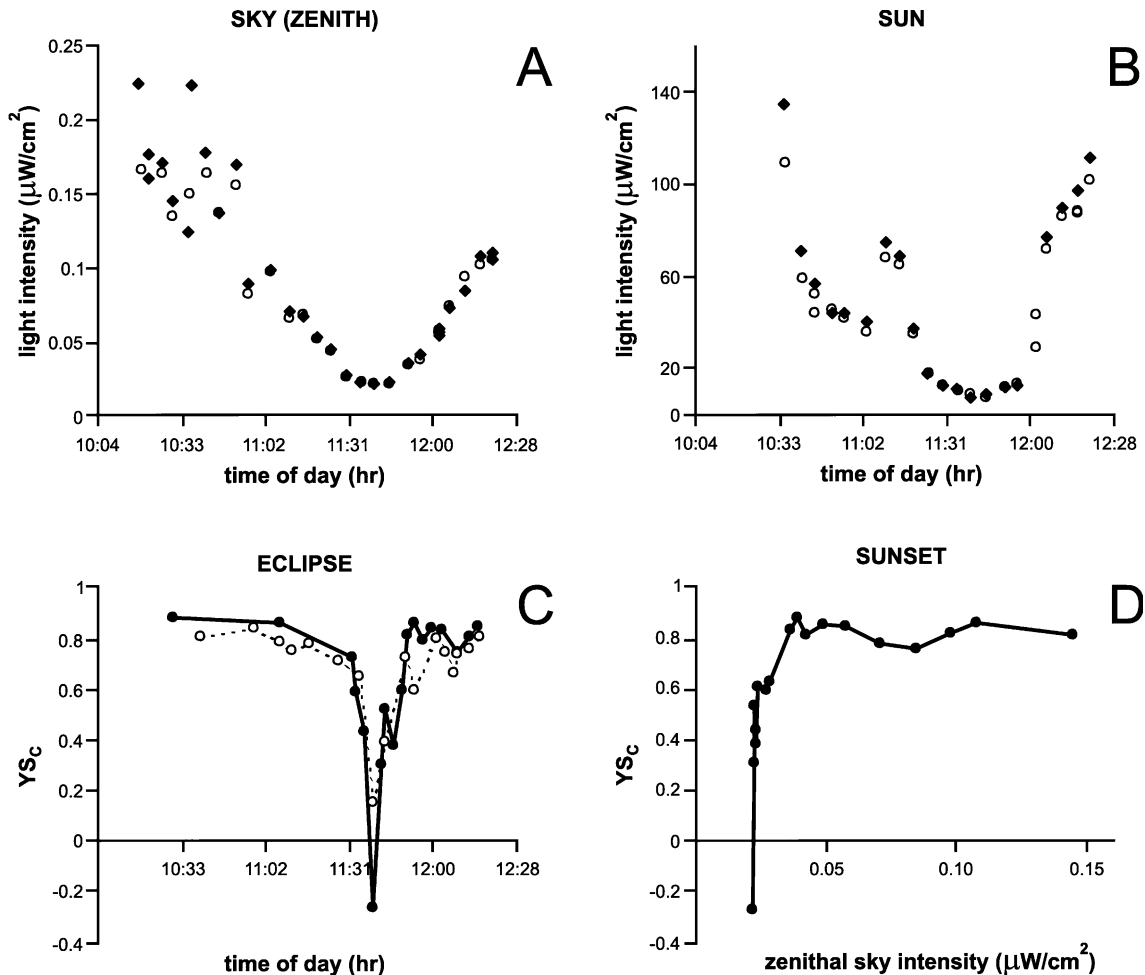 SKY (ZENITH)
A
0.25
0.2
0.15
0.1
0.05
0
light intensity (µW/cm²)
10:04 10:33 11:02 11:31 12:00 12:28
time of day (hr)
SUN
B
140
100
60
20
0
light intensity (µW/cm²)
10:04 10:33 11:02 11:31 12:00 12:28
time of day (hr)
ECLIPSE
C
1
0.8
0.6
0.4
0.2
0
-0.2
-0.4
YSC
10:33 11:02 11:31 12:00 12:28
time of day (hr)
SUNSET
D
1
0.8
0.6
0.4
0.2
0
-0.2
-0.4
YSC
0.05 0.10 0.15
zenithal sky intensity (µW/cm²)